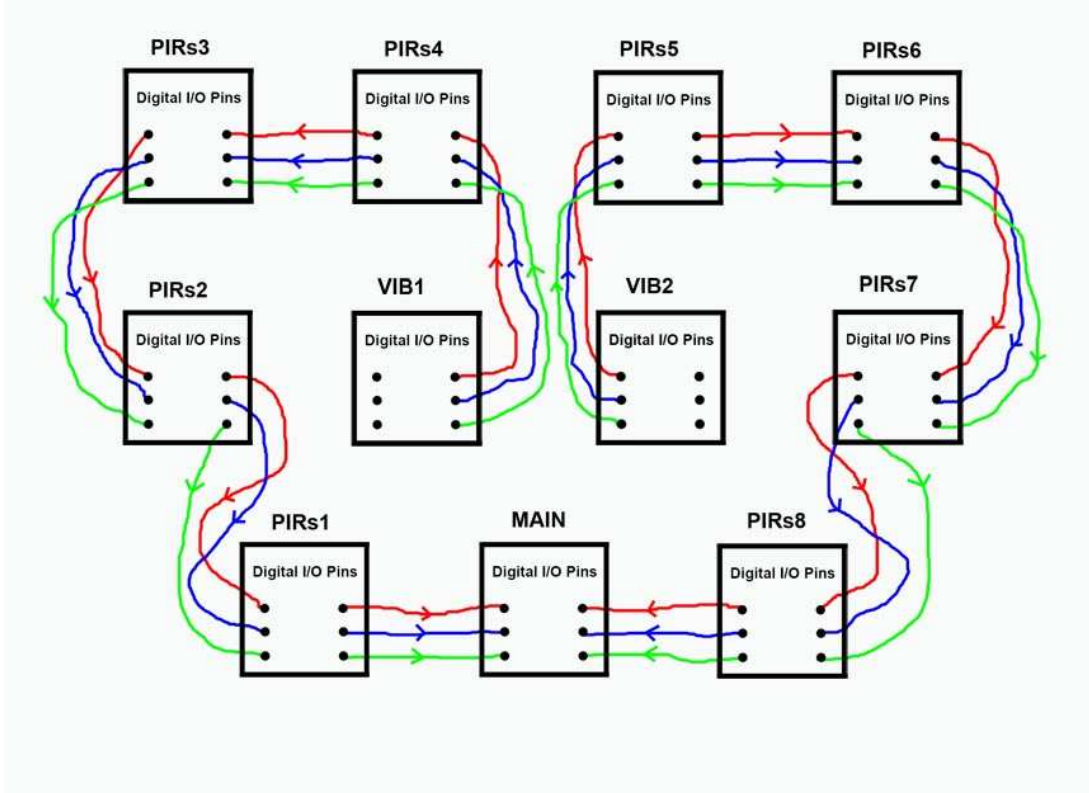 PIRs3
PIRs4
PIRs5
PIRs6
Digital I/O Pins
Digital I/O Pins
Digital I/O Pins
Digital I/O Pins
PIRs2
VIB1
VIB2
PIRs7
Digital I/O Pins
Digital I/O Pins
Digital I/O Pins
Digital I/O Pins
PIRs1
MAIN
PIRs8
Digital I/O Pins
Digital I/O Pins
Digital I/O Pins